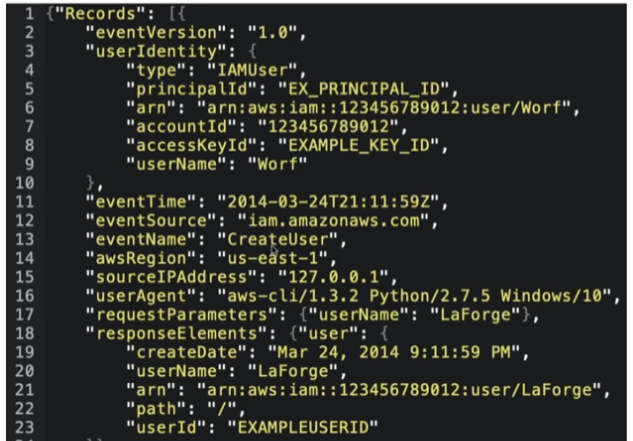 1 {"Records": [{
2 "eventVersion": "1.0",
3 "userIdentity": {
4 "type": "IAMUser",
5 "principalId": "EX_PRINCIPAL_ID",
6 "arn": "arn:aws:iam::123456789012:user/Worf",
7 "accountId": "123456789012",
8 "accessKeyId": "EXAMPLE_KEY_ID",
9 "userName": "Worf"
10 },
11 "eventTime": "2014-03-24T21:11:59Z",
12 "eventSource": "iam.amazonaws.com",
13 "eventName": "CreateUser",
14 "awsRegion": "us-east-1",
15 "sourceIPAddress": "127.0.0.1",
16 "userAgent": "aws-cli/1.3.2 Python/2.7.5 Windows/10",
17 "requestParameters": {"userName": "LaForge"},
18 "responseElements": {"user": {
19 "createDate": "Mar 24, 2014 9:11:59 PM",
20 "userName": "LaForge",
21 "arn": "arn:aws:iam::123456789012:user/LaForge",
22 "path": "/",
23 "userId": "EXAMPLEUSERID"